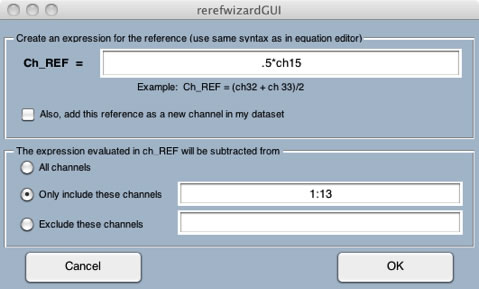 rerefwizardGUI
Create an expression for the reference (use same syntax as in equation editor)
Ch_REF = .5*ch15
Example: Ch_REF = (ch32 + ch 33)/2
Also, add this reference as a new channel in my dataset
The expression evaluated in ch_REF will be subtracted from
All channels
Only include these channels 1:13
Exclude these channels
Cancel OK